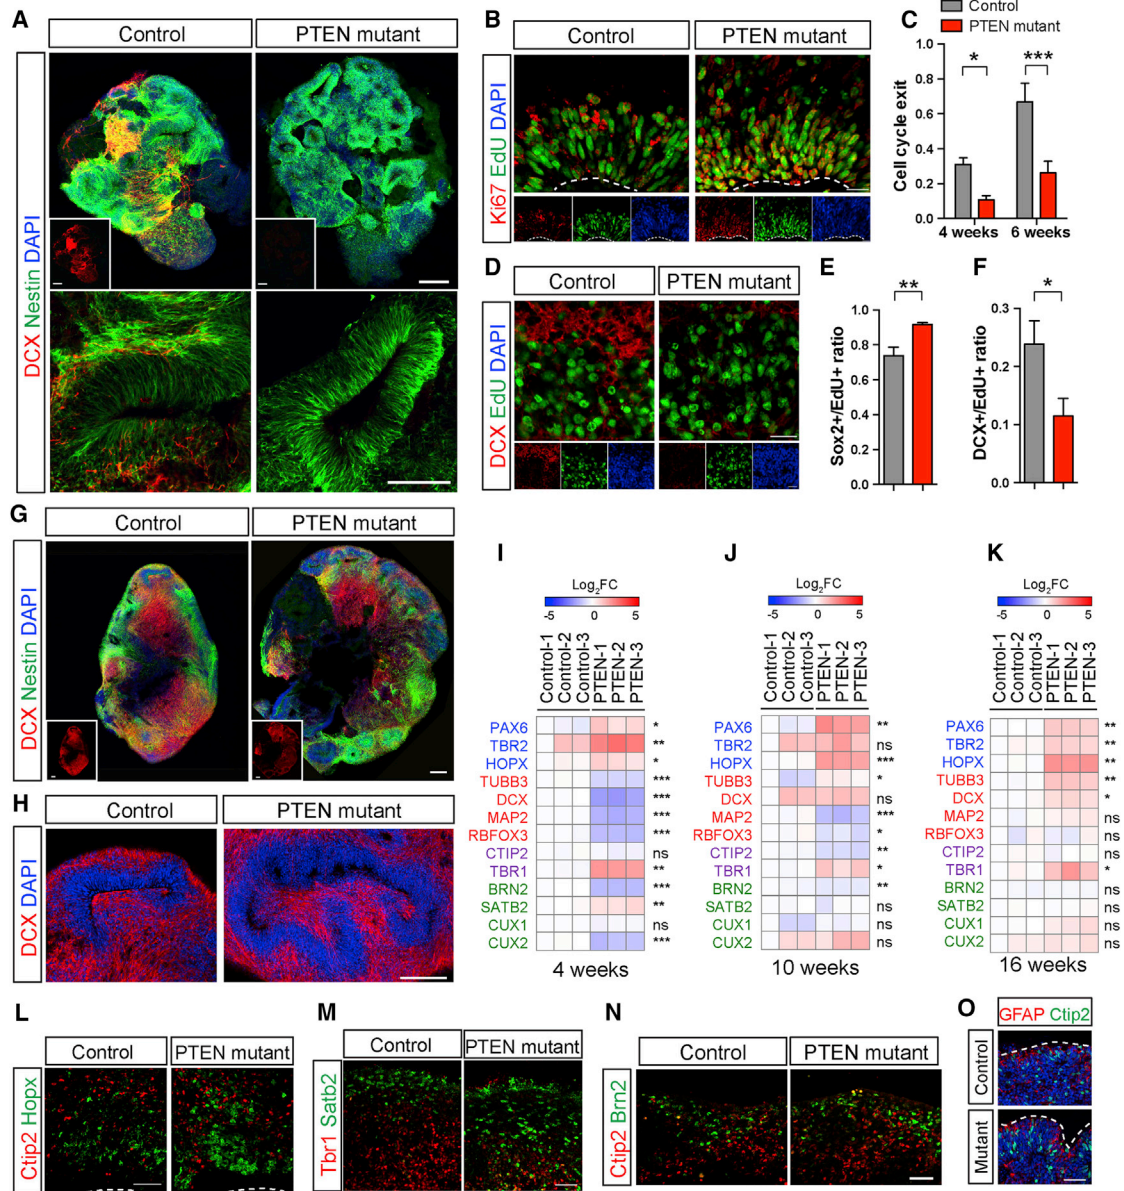 A
Control
PTEN mutant
DCX Nestin DAPI
B
Control
PTEN mutant
Ki67 EdU DAPI
C
Control
PTEN mutant
Cell cycle exit
1.0
0.8
0.6
0.4
0.2
0.0
*
***
4 weeks
6 weeks
D
Control
PTEN mutant
DCX EdU DAPI
E
Sox2+/EdU+ ratio
1.0
0.8
0.6
0.4
0.2
0.0
**
F
DCX+/EdU+ ratio
0.3
0.2
0.1
0.0
*
G
Control
PTEN mutant
DCX Nestin DAPI
H
Control
PTEN mutant
DCX DAPI
I
Log2FC
-5 0 5
Control-1
Control-2
Control-3
PTEN-1
PTEN-2
PTEN-3
PAX6 *
TBR2 **
HOPX *
TUBB3 ***
DCX ***
MAP2 ***
RBFOX3 ***
CTIP2 ns
TBR1 **
BRN2 ***
SATB2 **
CUX1 ns
CUX2 ***
4 weeks
J
Log2FC
-5 0 5
Control-1
Control-2
Control-3
PTEN-1
PTEN-2
PTEN-3
PAX6 **
TBR2 ns
HOPX ***
TUBB3 *
DCX ns
MAP2 ***
RBFOX3 *
CTIP2 **
TBR1 *
BRN2 **
SATB2 ns
CUX1 ns
CUX2 ns
10 weeks
K
Log2FC
-5 0 5
Control-1
Control-2
Control-3
PTEN-1
PTEN-2
PTEN-3
PAX6 **
TBR2 **
HOPX **
TUBB3 **
DCX *
MAP2 ns
RBFOX3 ns
CTIP2 ns
TBR1 *
BRN2 ns
SATB2 ns
CUX1 ns
CUX2 ns
16 weeks
L
Control
PTEN mutant
Ctip2 Hopx
M
Control
PTEN mutant
Tbr1 Satb2
N
Control
PTEN mutant
Ctip2 Brn2
O
GFAP Ctip2
Control
Mutant